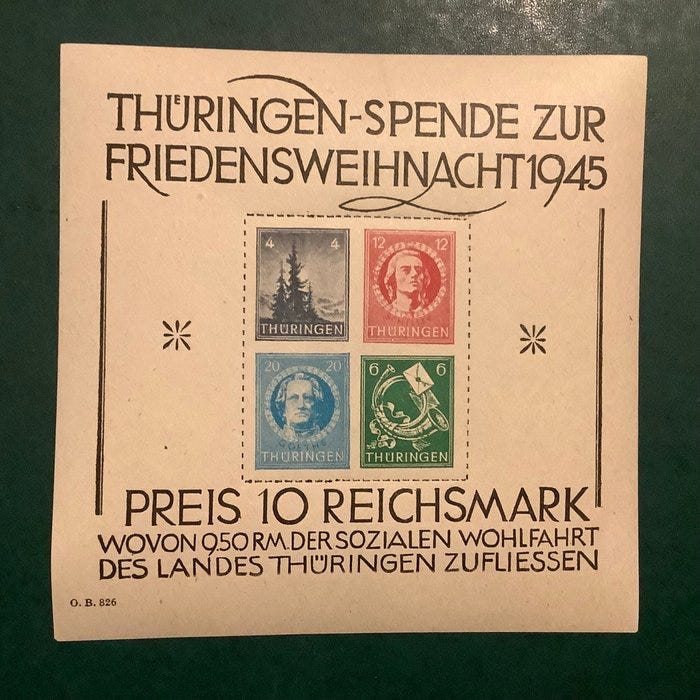 THÜRINGEN-SPENDE ZUR
FRIEDENSWEIHNACHT 1945
4 4
THÜRINGEN
12 12
THÜRINGEN
20 20
GOETHE
THÜRINGEN
6 6
THÜRINGEN
PREIS 10 REICHSMARK
WOVON 9.50 RM. DER SOZIALEN WOHLFAHRT
DES LANDES THÜRINGEN ZUFLIESSEN
O. B. 826